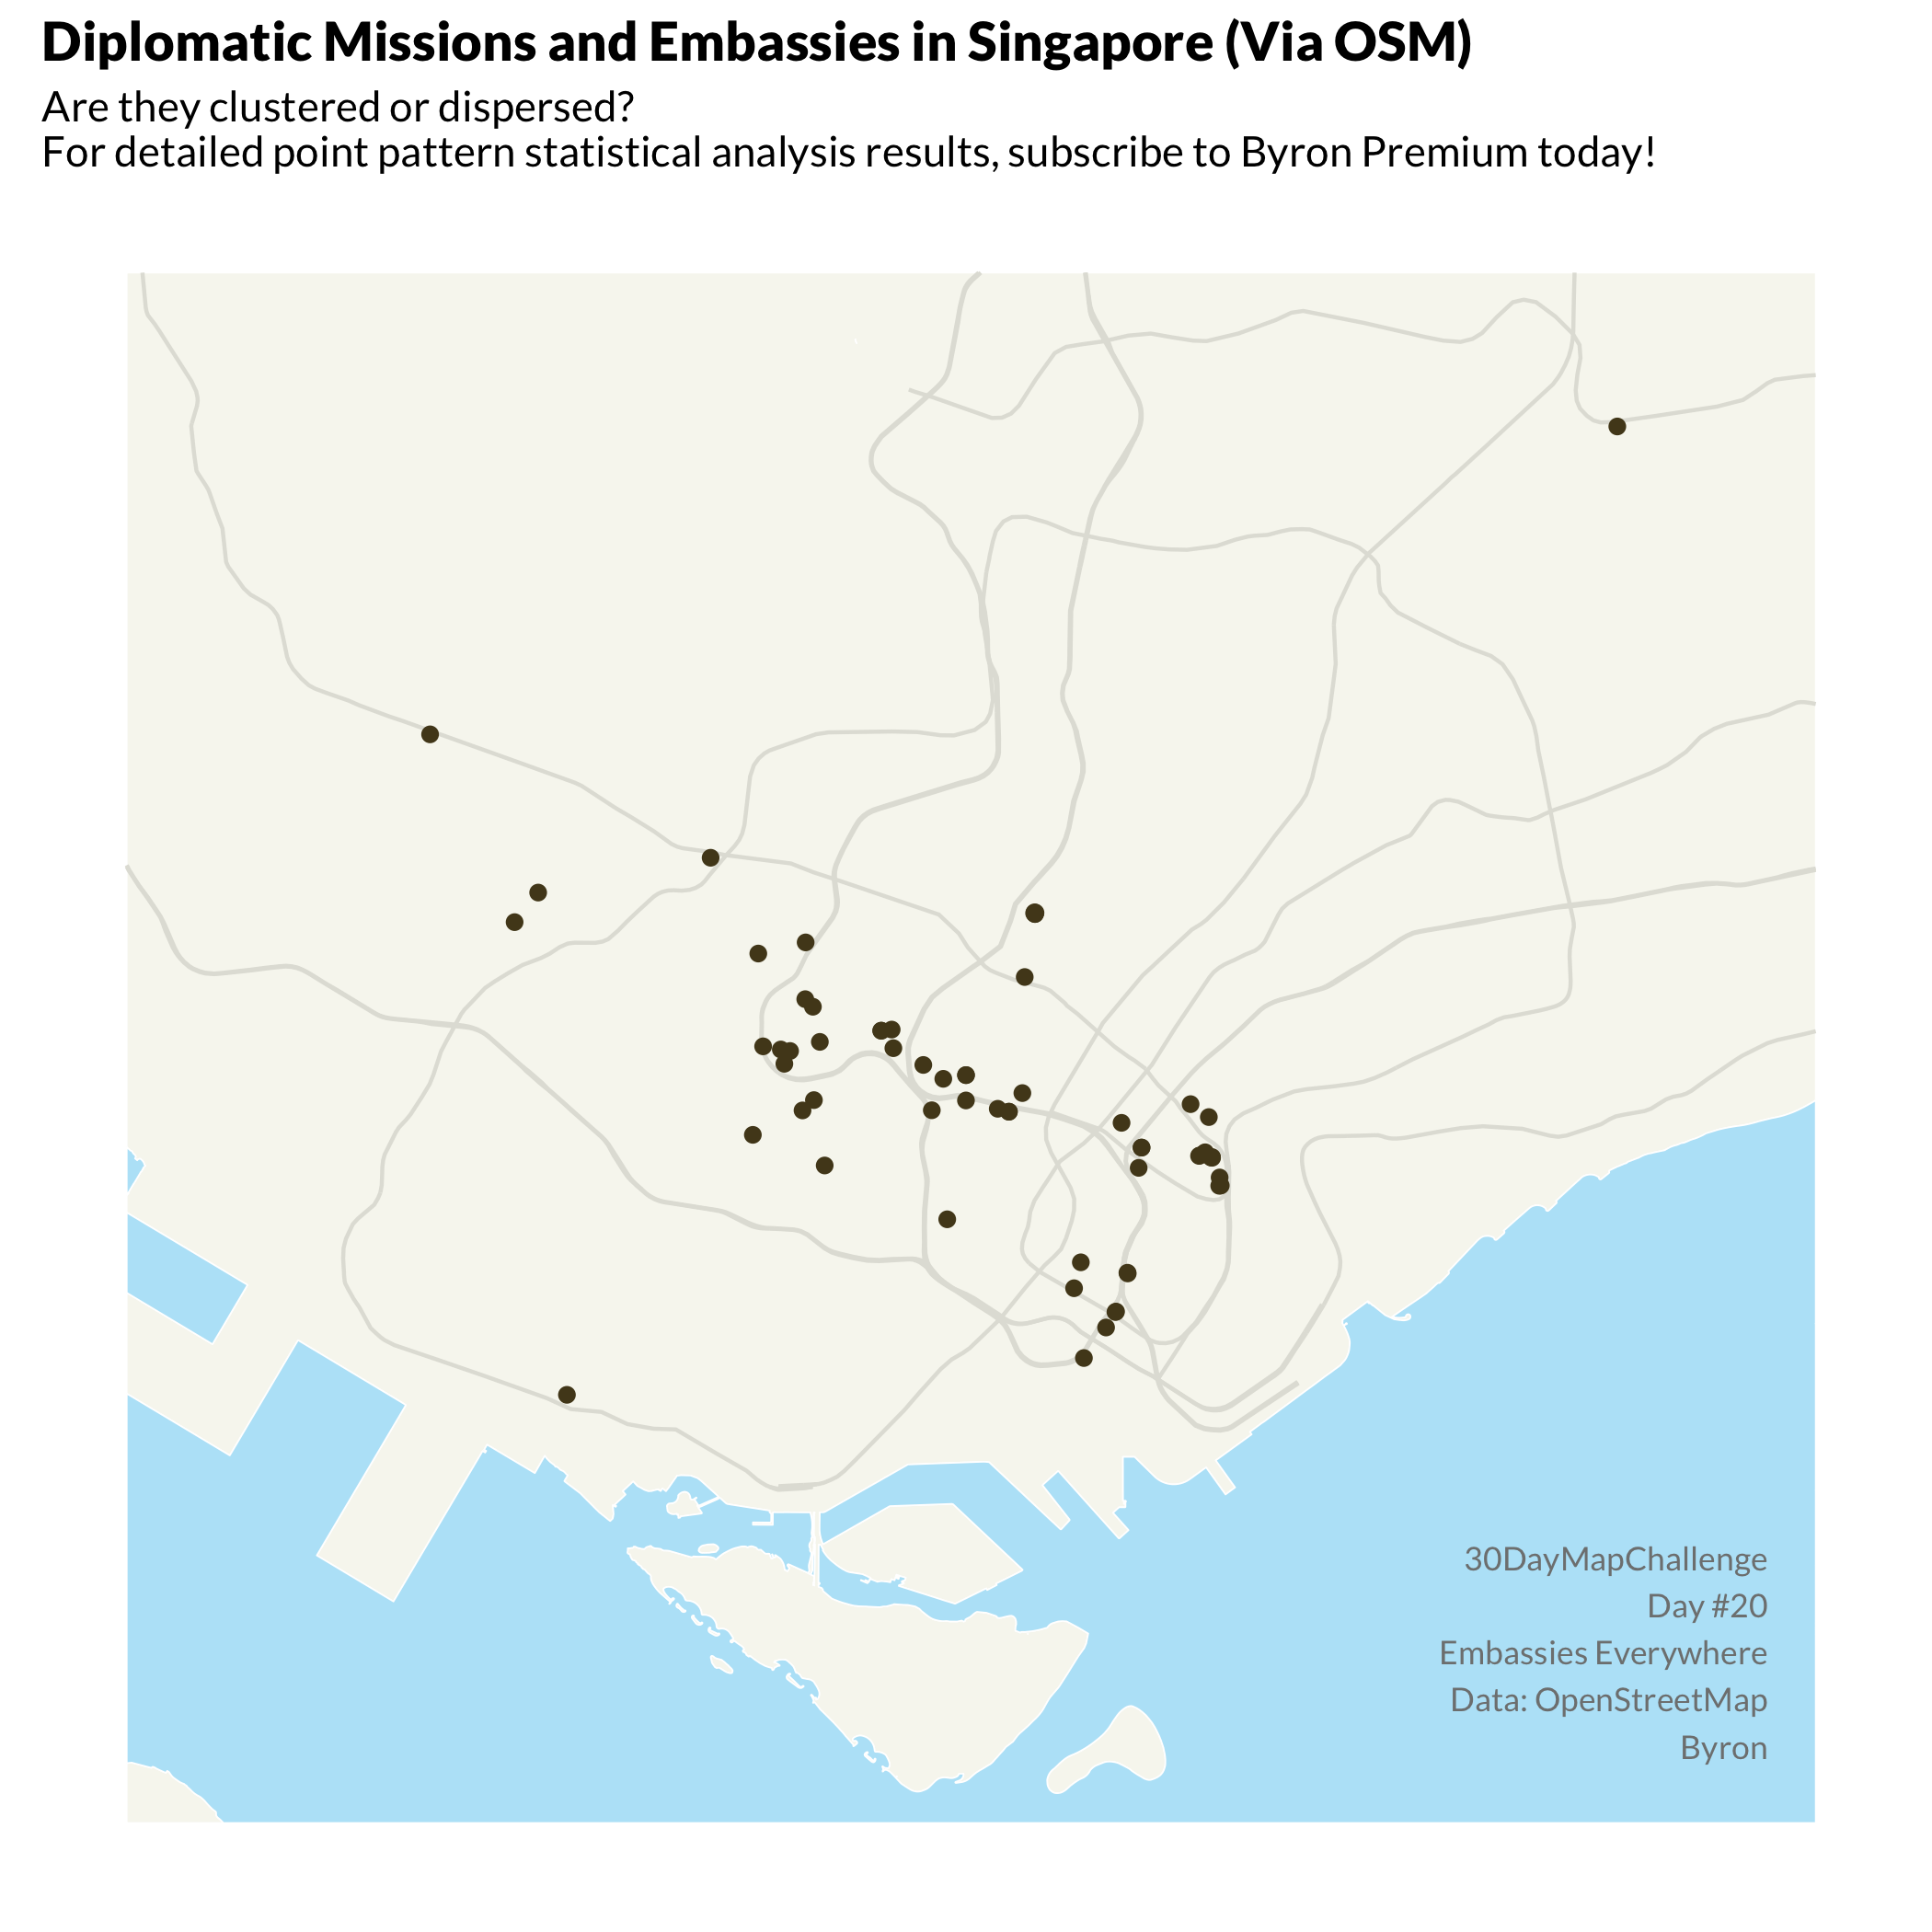 Diplomatic Missions and Embassies in Singapore (Via OSM)
Are they clustered or dispersed?
For detailed point pattern statistical analysis results, subscribe to Byron Premium today!
30DayMapChallenge
Day #20
Embassies Everywhere
Data: OpenStreetMap
Byron